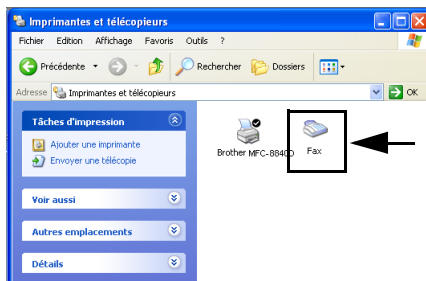 Imprimantes et télécopieurs
Fichier Edition Affichage Favoris Outils ?
Précédente Rechercher Dossiers
Adresse Imprimantes et télécopieurs OK
Tâches d'impression
Ajouter une imprimante
Envoyer une télécopie
Brother MFC-8840D Fax
Voir aussi
Autres emplacements
Détails